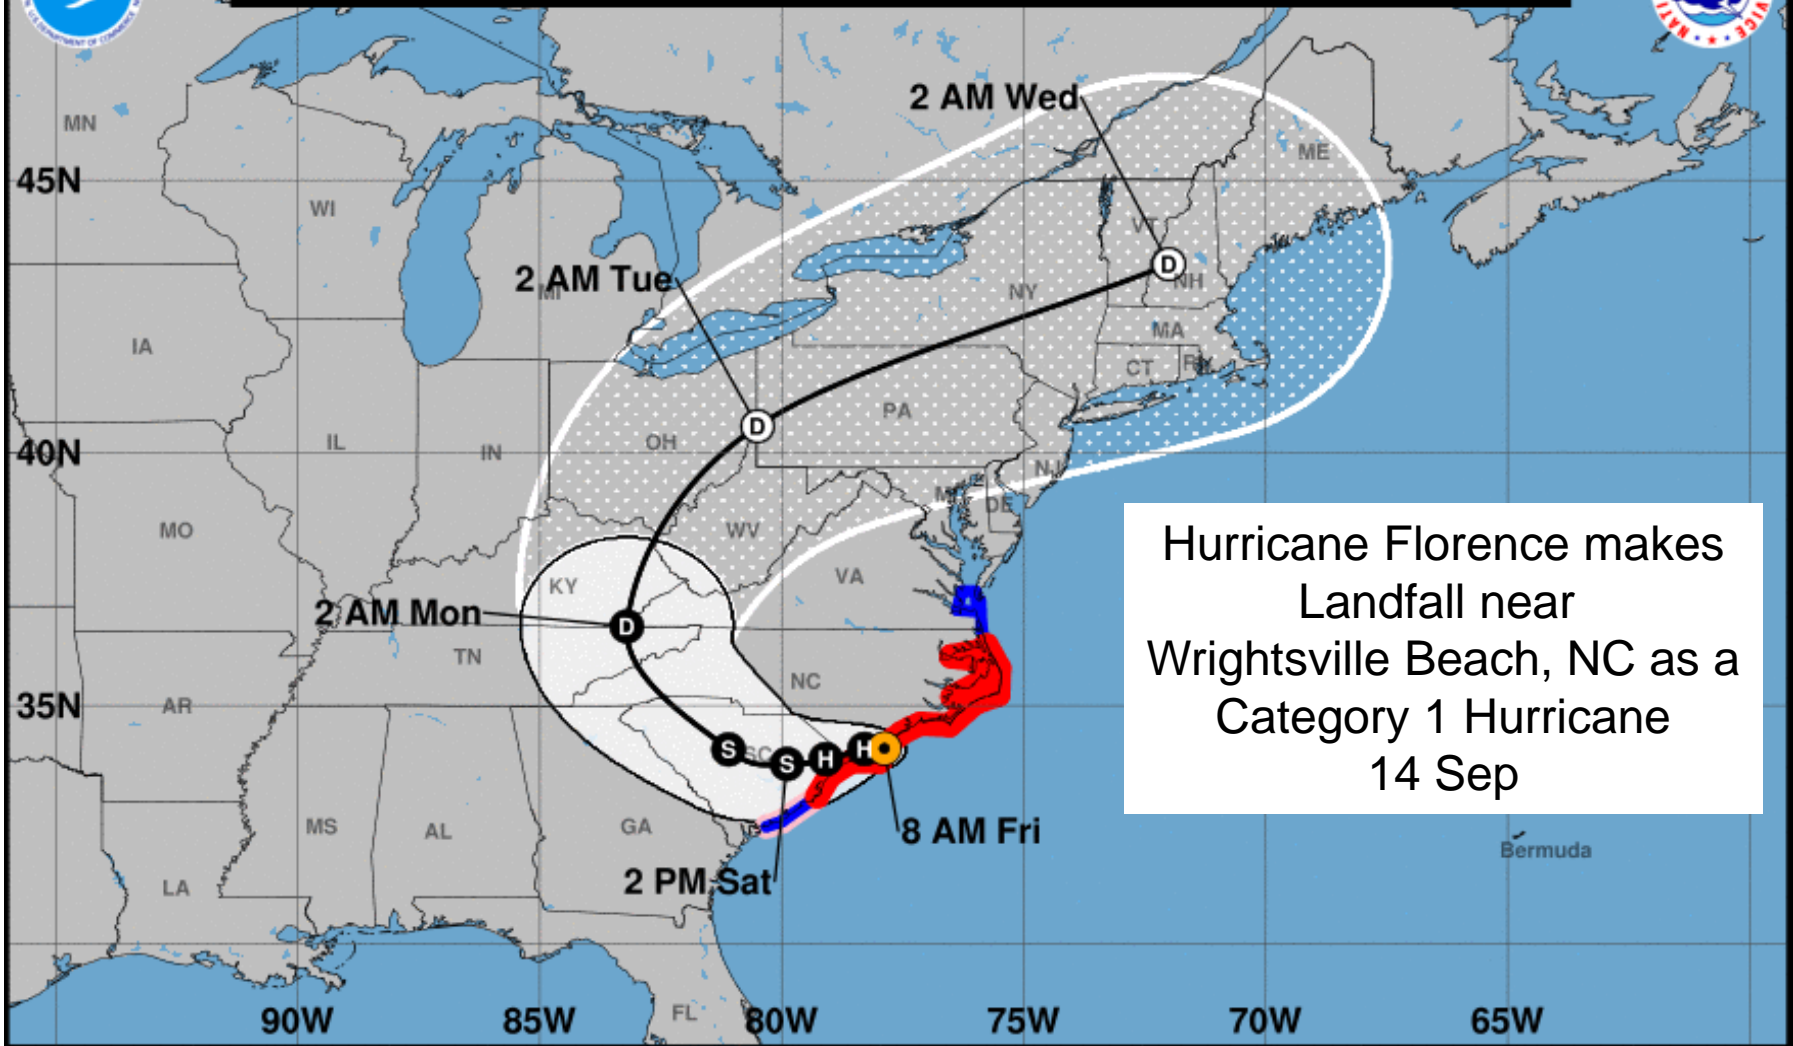 U.S. DEPARTMENT OF COMMERCE
2 AM Wed
MN
ME
45N
WI
VT
2 AM Tue
MI
NY
NH
MA
IA
CT
RI
PA
OH
IL
IN
40N
NJ
MD
DE
MO
WV
VA
KY
2 AM Mon
TN
NC
35N
AR
SC
D
D
D
S
S
H
H
MS
AL
GA
8 AM Fri
2 PM Sat
LA
FL
Bermuda
90W
85W
80W
75W
70W
65W
Hurricane Florence makes
Landfall near
Wrightsville Beach, NC as a
Category 1 Hurricane
14 Sep